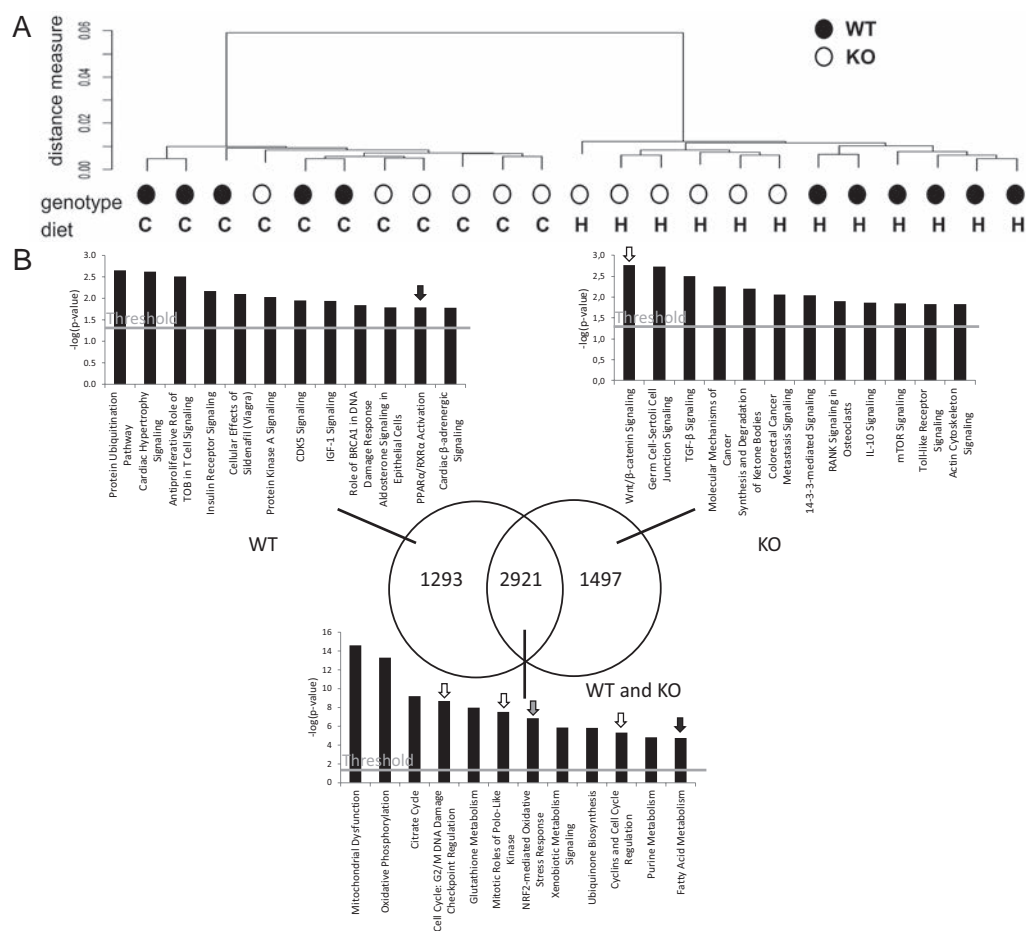 A
distance measure
0.06
0.04
0.02
0.00
WT
KO
genotype
diet
C C C C C C C C C C C H H H H H H H H H H H H
B
-log(p-value)
3.0
2.5
2.0
1.5
1.0
0.5
0.0
Threshold
Protein Ubiquitination
Pathway
Cardiac Hypertrophy
Signaling
Antiproliferative Role of
TOB in T Cell Signaling
Insulin Receptor Signaling
Cellular Effects of
Sildenafil (Viagra)
Protein Kinase A Signaling
CDK5 Signaling
IGF-1 Signaling
Role of BRCA1 in DNA
Damage Response
Aldosterone Signaling in
Epithelial Cells
PPARα/RXRα Activation
Cardiac β-adrenergic
Signaling
-log(p-value)
3,0
2,5
2,0
1,5
1,0
0,5
0,0
Threshold
Wnt/β-catenin Signaling
Germ Cell-Sertoli Cell
Junction Signaling
TGF-β Signaling
Molecular Mechanisms of
Cancer
Synthesis and Degradation
of Ketone Bodies
Colorectal Cancer
Metastasis Signaling
14-3-3-mediated Signaling
RANK Signaling in
Osteoclasts
IL-10 Signaling
mTOR Signaling
Toll-like Receptor
Signaling
Actin Cytoskeleton
Signaling
WT
KO
1293
2921
1497
WT and KO
-log(p-value)
16
14
12
10
8
6
4
2
0
Threshold
Mitochondrial Dysfunction
Oxidative Phosphorylation
Citrate Cycle
Cell Cycle: G2/M DNA Damage
Checkpoint Regulation
Glutathione Metabolism
Mitotic Roles of Polo-Like
Kinase
NRF2-mediated Oxidative
Stress Response
Xenobiotic Metabolism
Signaling
Ubiquinone Biosynthesis
Cyclins and Cell Cycle
Regulation
Purine Metabolism
Fatty Acid Metabolism